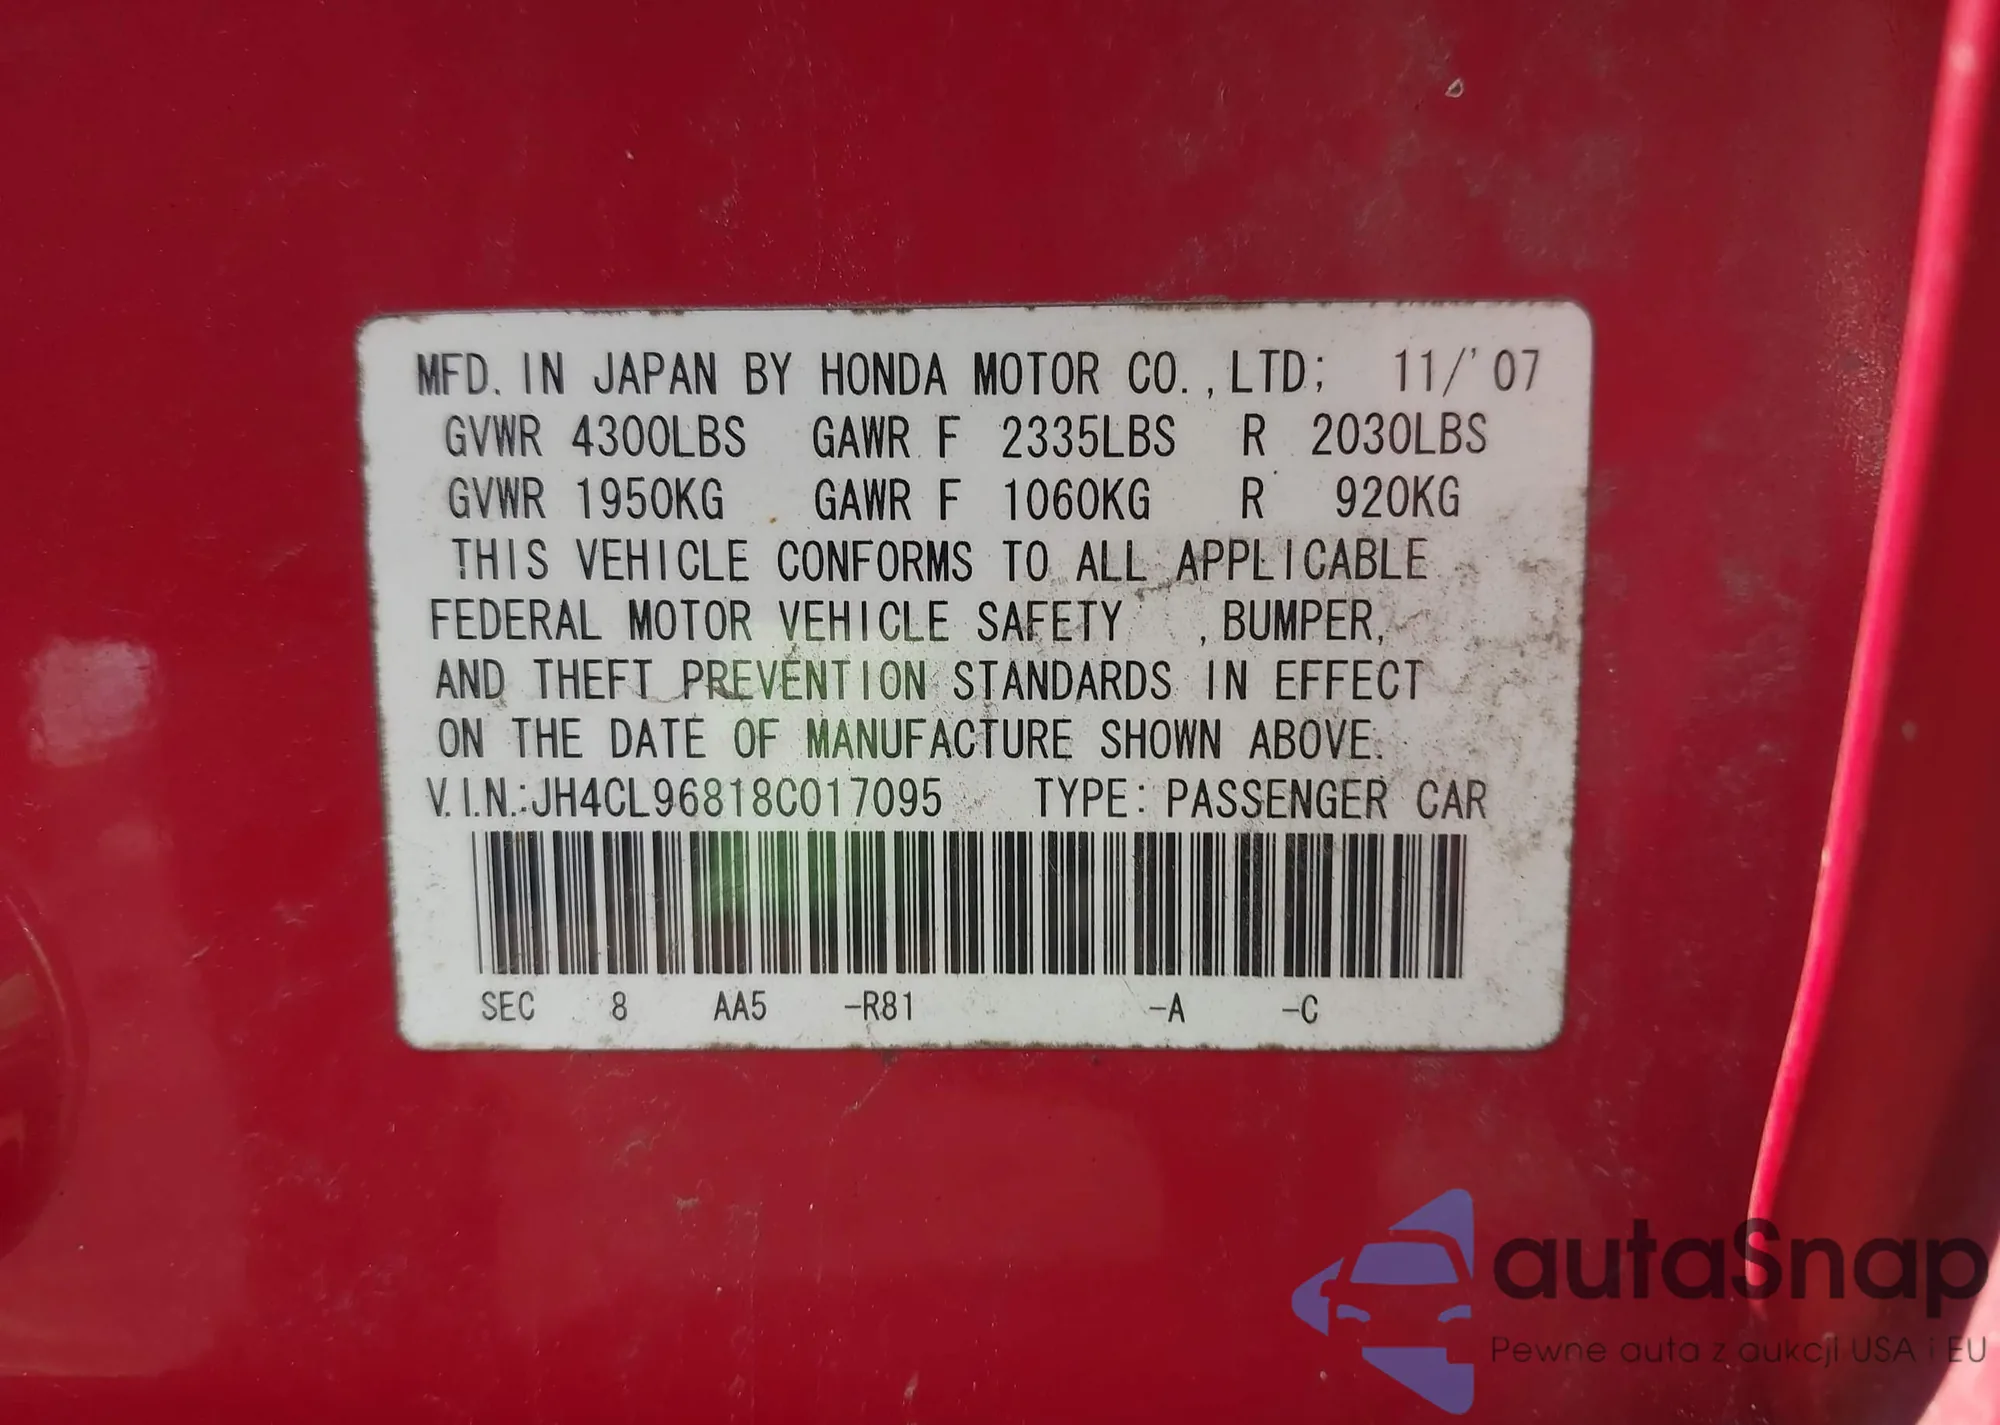 MFD. IN JAPAN BY HONDA MOTOR CO.,LTD; 11/'07
GVWR 4300LBS GAWR F 2335LBS R 2030LBS
GVWR 1950KG GAWR F 1060KG R 920KG
THIS VEHICLE CONFORMS TO ALL APPLICABLE
FEDERAL MOTOR VEHICLE SAFETY ,BUMPER,
AND THEFT PREVENTION STANDARDS IN EFFECT
ON THE DATE OF MANUFACTURE SHOWN ABOVE.
V.I.N.:JH4CL96818C017095 TYPE: PASSENGER CAR
SEC 8 AA5 -R81 -A -C
autaSnap
Pewne auta z aukcji USA i EU